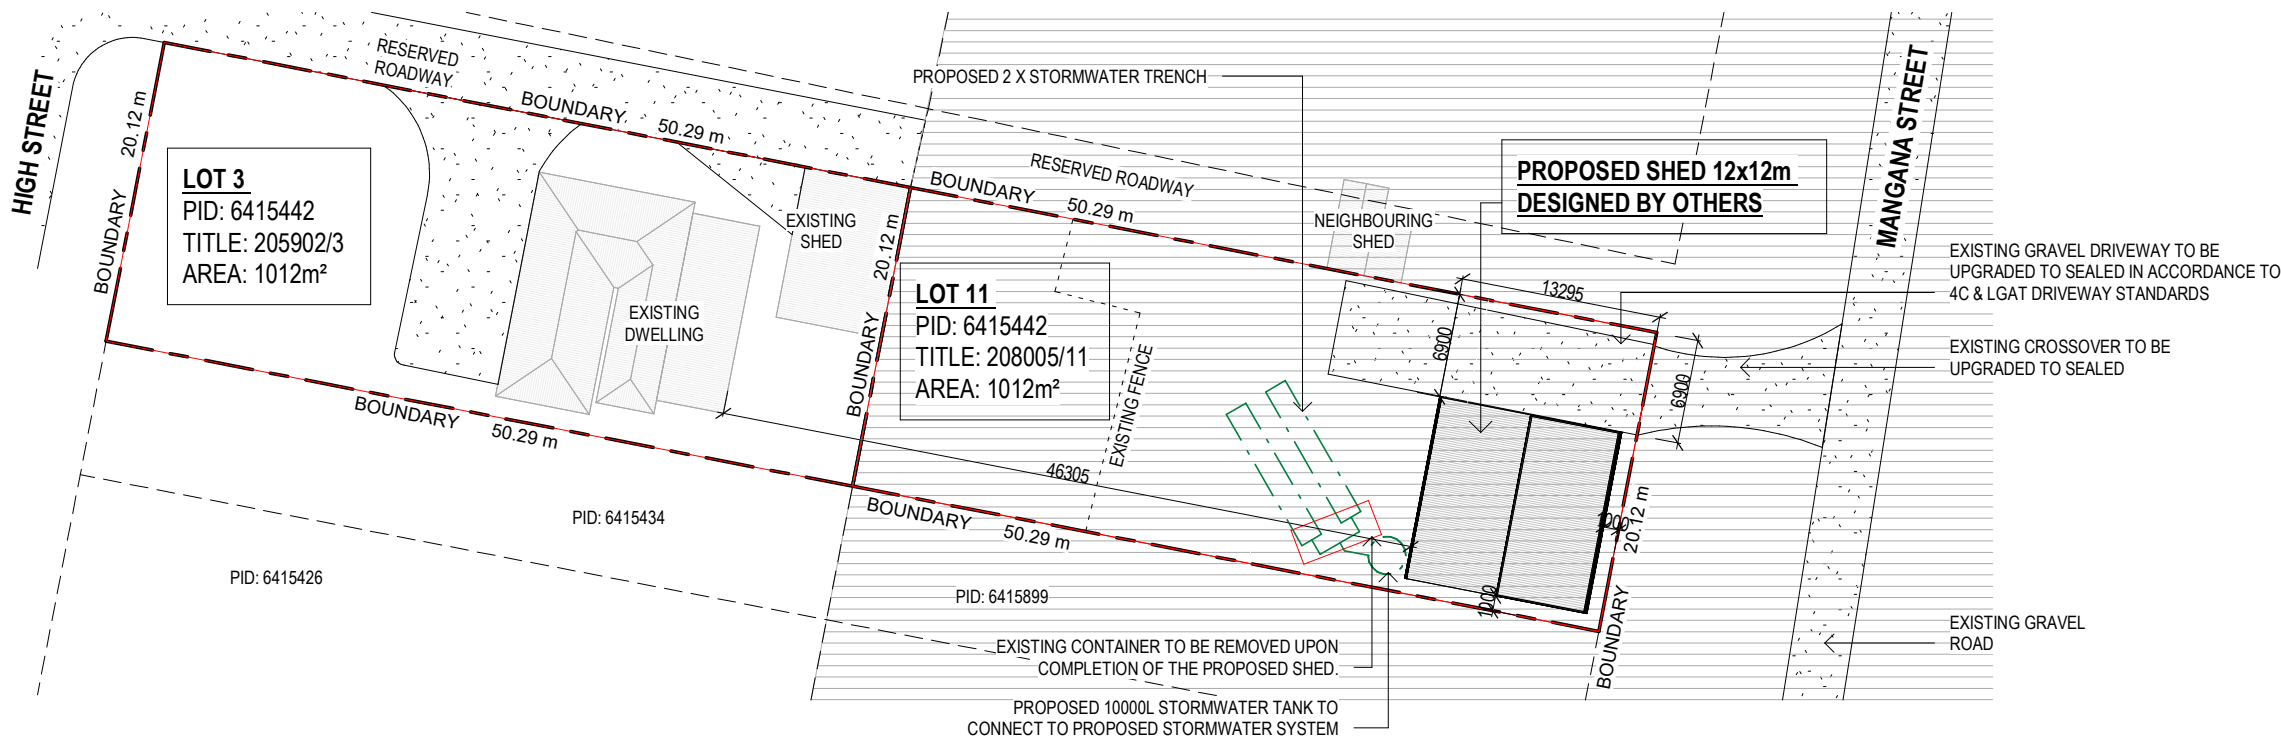 HIGH STREET
20.12 m
BOUNDARY
RESERVED
ROADWAY
BOUNDARY
50.29 m
LOT 3
PID: 6415442
TITLE: 205902/3
AREA: 1012m²
EXISTING
SHED
EXISTING
DWELLING
BOUNDARY
50.29 m
PID: 6415434
PID: 6415426
20.12 m
BOUNDARY
PROPOSED 2 X STORMWATER TRENCH
BOUNDARY
50.29 m
RESERVED ROADWAY
LOT 11
PID: 6415442
TITLE: 208005/11
AREA: 1012m²
EXISTING FENCE
46305
NEIGHBOURING
SHED
PROPOSED SHED 12x12m
DESIGNED BY OTHERS
13295
6900
6900
1000
1000
20.12 m
BOUNDARY
BOUNDARY
50.29 m
PID: 6415899
MANGANA STREET
EXISTING GRAVEL DRIVEWAY TO BE
UPGRADED TO SEALED IN ACCORDANCE TO
4C & LGAT DRIVEWAY STANDARDS
EXISTING CROSSOVER TO BE
UPGRADED TO SEALED
EXISTING GRAVEL
ROAD
EXISTING CONTAINER TO BE REMOVED UPON
COMPLETION OF THE PROPOSED SHED.
PROPOSED 10000L STORMWATER TANK TO
CONNECT TO PROPOSED STORMWATER SYSTEM